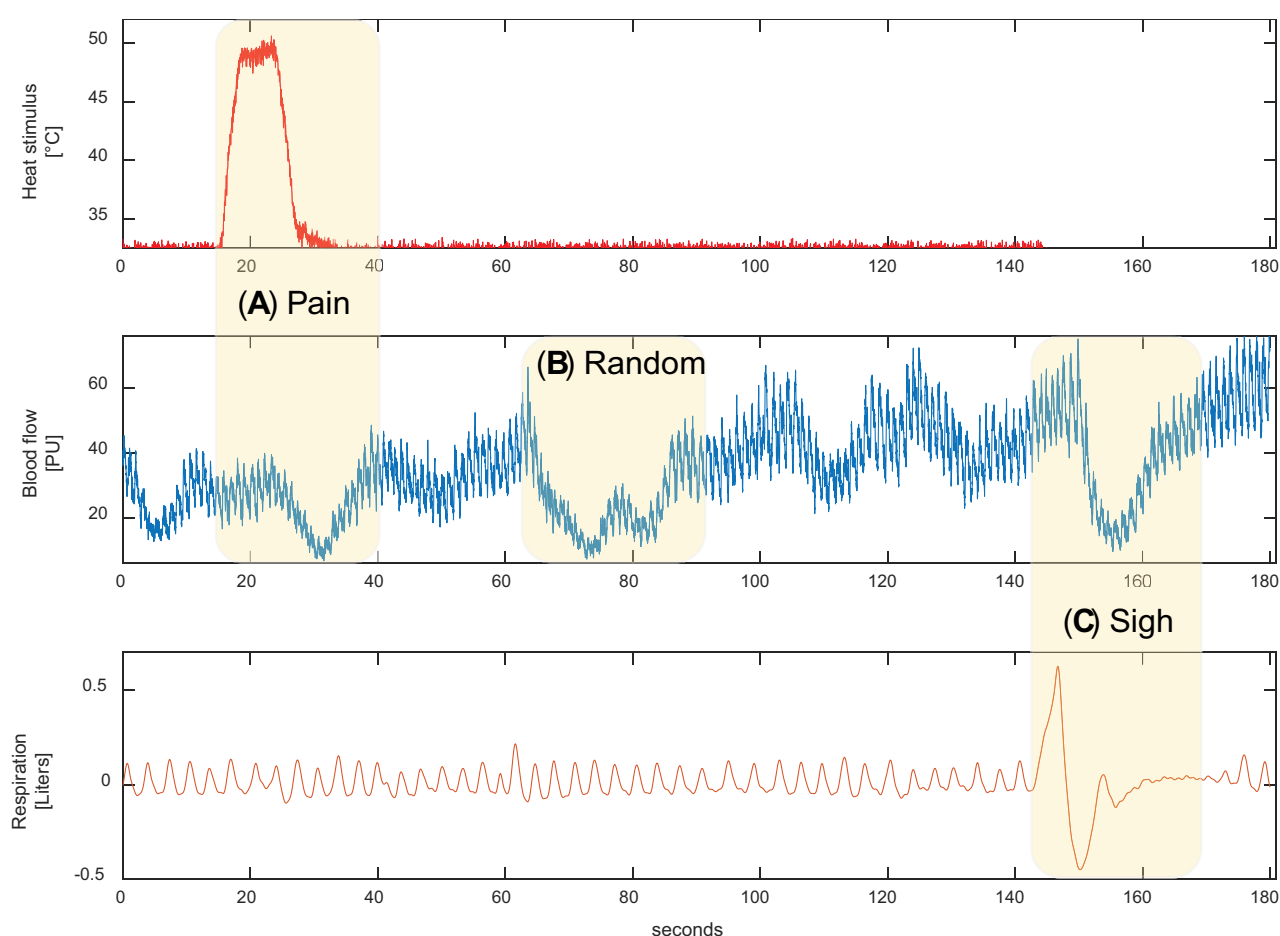 Heat stimulus
[°C]
50
45
40
35
0 20 40 60 80 100 120 140 160 180
(A) Pain
Blood flow
[PU]
60
40
20
(B) Random
0 20 40 60 80 100 120 140 160 180
(C) Sigh
Respiration
[Liters]
0.5
0
-0.5
0 20 40 60 80 100 120 140 160 180
seconds